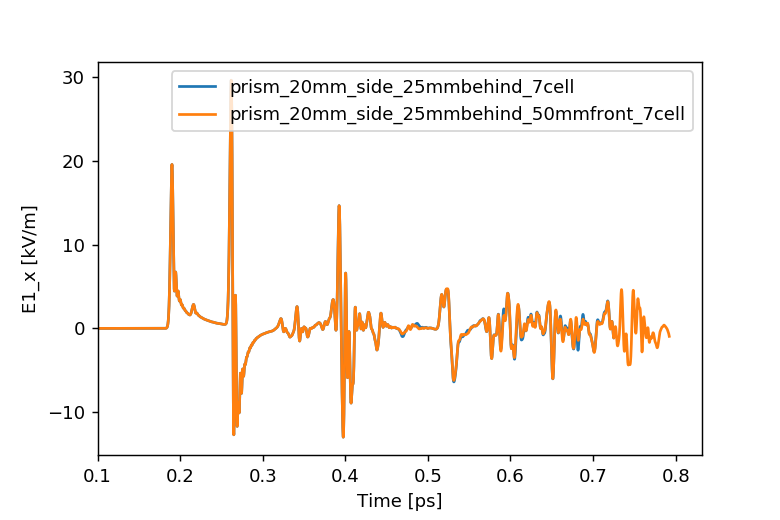 prism_20mm_side_25mmbehind_7cell
prism_20mm_side_25mmbehind_50mmfront_7cell
E1_x [kV/m]
30
20
10
0
−10
0.1 0.2 0.3 0.4 0.5 0.6 0.7 0.8
Time [ps]